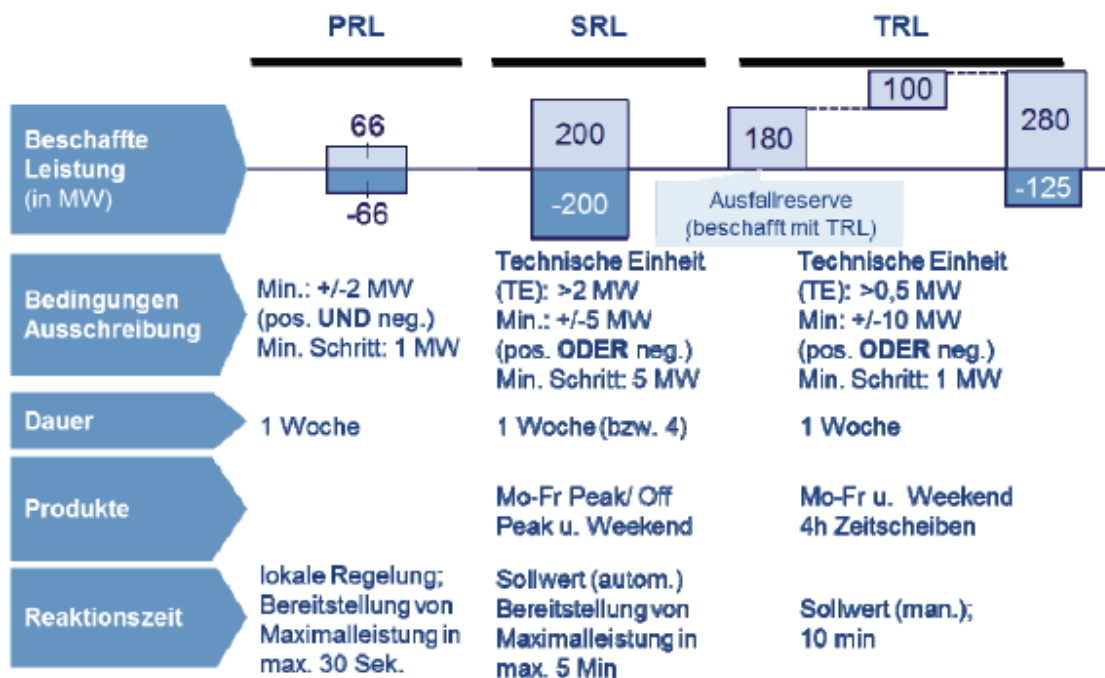 PRL
SRL
TRL
Beschaffte
Leistung
(in MW)
66
-66
200
-200
180
100
280
-125
Ausfallreserve
(beschafft mit TRL)
Bedingungen
Ausschreibung
Min.: +/-2 MW
(pos. UND neg.)
Min. Schritt: 1 MW
Technische Einheit
(TE): >2 MW
Min.: +/-5 MW
(pos. ODER neg.)
Min. Schritt: 5 MW
Technische Einheit
(TE): >0,5 MW
Min: +/-10 MW
(pos. ODER neg.)
Min. Schritt: 1 MW
Dauer
1 Woche
1 Woche (bzw. 4)
1 Woche
Produkte
Mo-Fr Peak/ Off
Peak u. Weekend
Mo-Fr u. Weekend
4h Zeitscheiben
Reaktionszeit
lokale Regelung;
Bereitstellung von
Maximalleistung in
max. 30 Sek.
Sollwert (autom.)
Bereitstellung von
Maximalleistung in
max. 5 Min
Sollwert (man.);
10 min